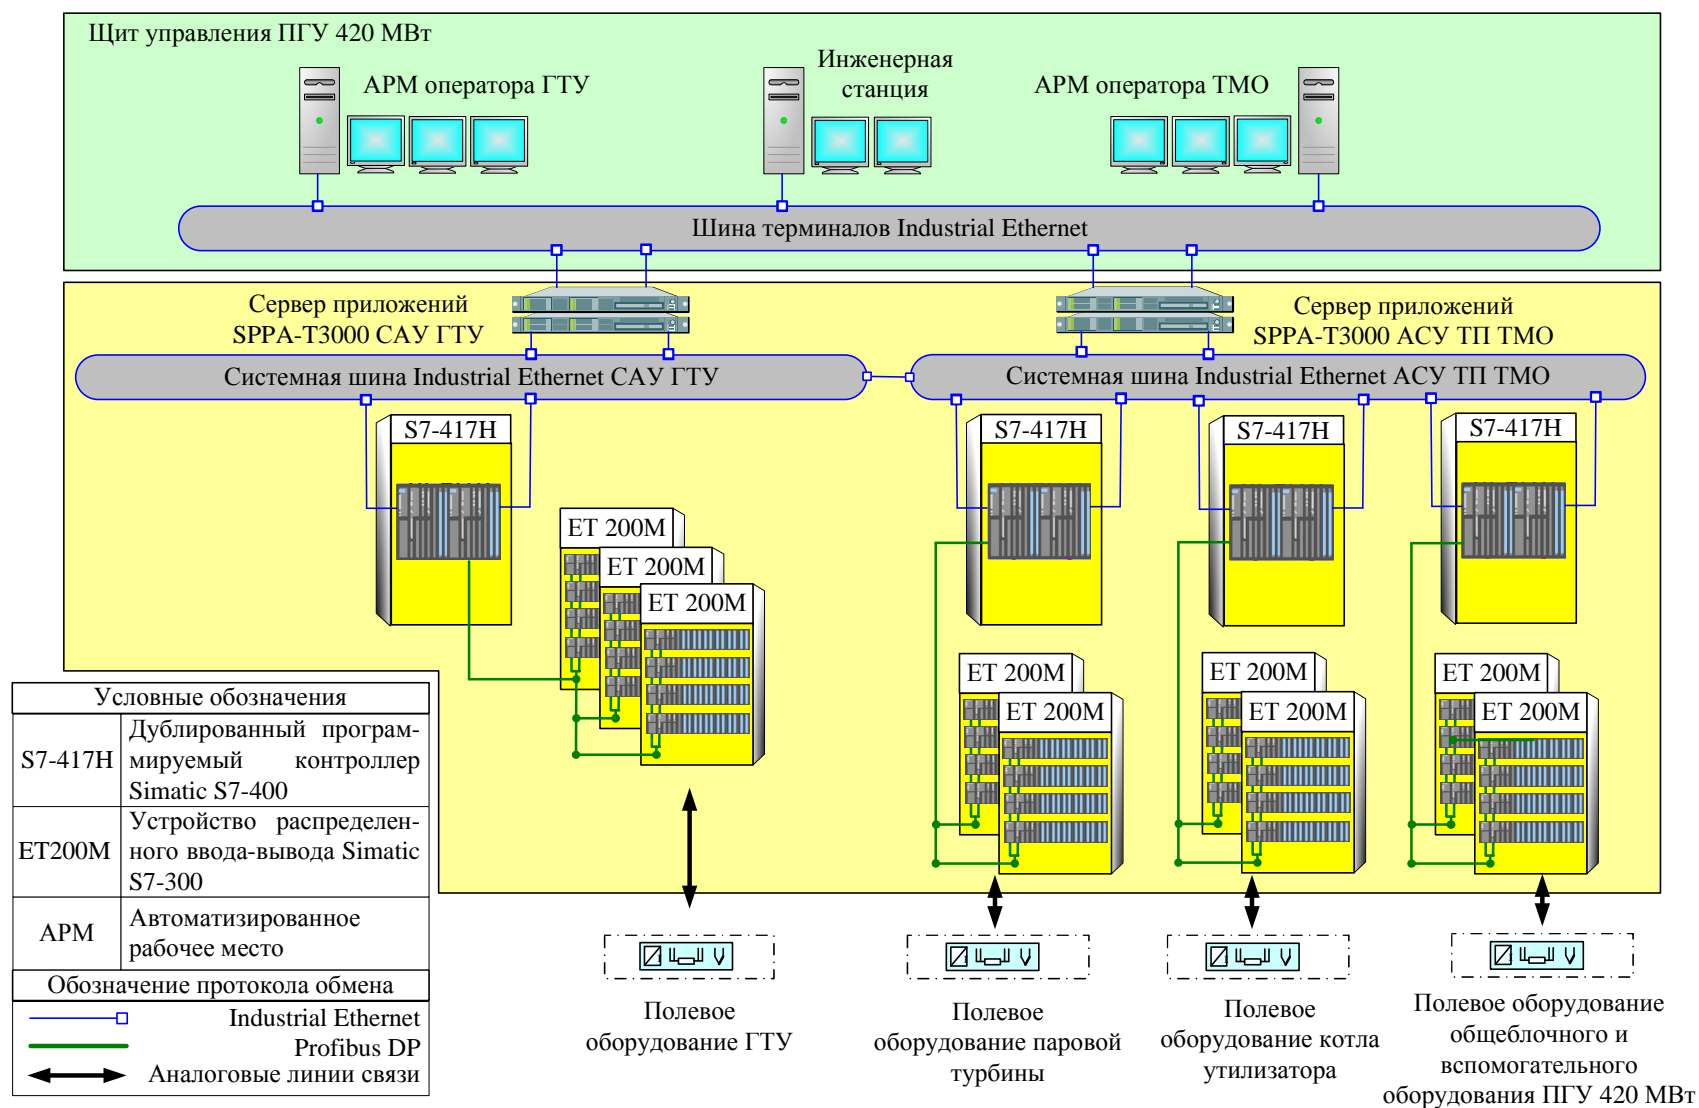 Щит управления ПГУ 420 МВт
АРМ оператора ГТУ
Инженерная
станция
АРМ оператора ТМО
Шина терминалов Industrial Ethernet
Сервер приложений
SPPA-T3000 САУ ГТУ
Сервер приложений
SPPA-T3000 АСУ ТП ТМО
Системная шина Industrial Ethernet САУ ГТУ
Системная шина Industrial Ethernet АСУ ТП ТМО
S7-417H
S7-417H
S7-417H
S7-417H
ET 200M
ET 200M
ET 200M
ET 200M
ET 200M
ET 200M
ET 200M
ET 200M
ET 200M
Условные обозначения
S7-417H
Дублированный програм-
мируемый контроллер
Simatic S7-400
ET200M
Устройство распределен-
ного ввода-вывода Simatic
S7-300
АРМ
Автоматизированное
рабочее место
Обозначение протокола обмена
Industrial Ethernet
Profibus DP
Аналоговые линии связи
Полевое
оборудование ГТУ
Полевое
оборудование паровой
турбины
Полевое
оборудование котла
утилизатора
Полевое оборудование
общеблочного и
вспомогательного
оборудования ПГУ 420 МВт